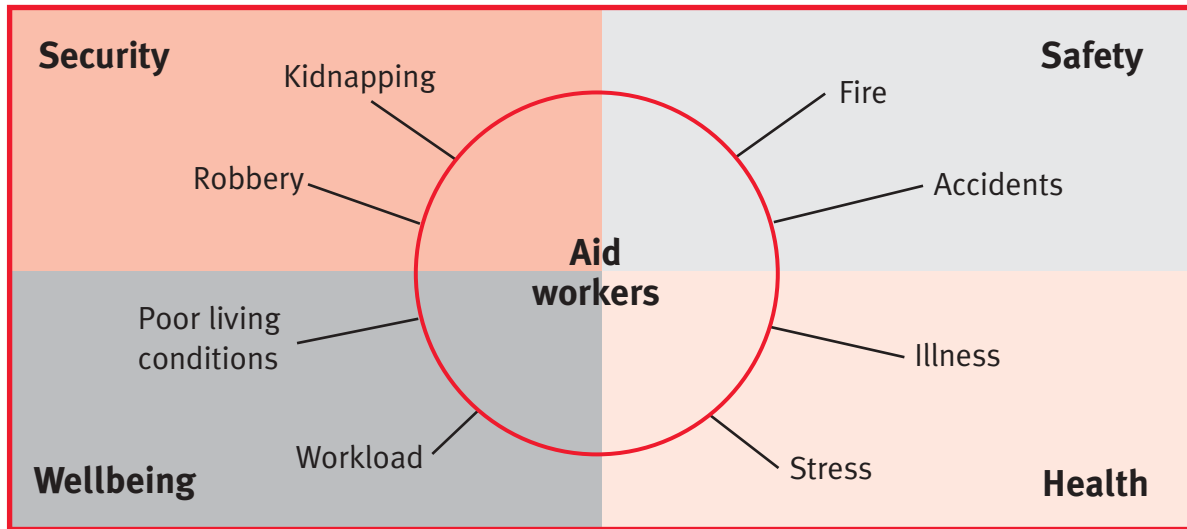 Security
Kidnapping
Robbery
Safety
Fire
Accidents
Aid
workers
Poor living
conditions
Workload
Wellbeing
Illness
Stress
Health